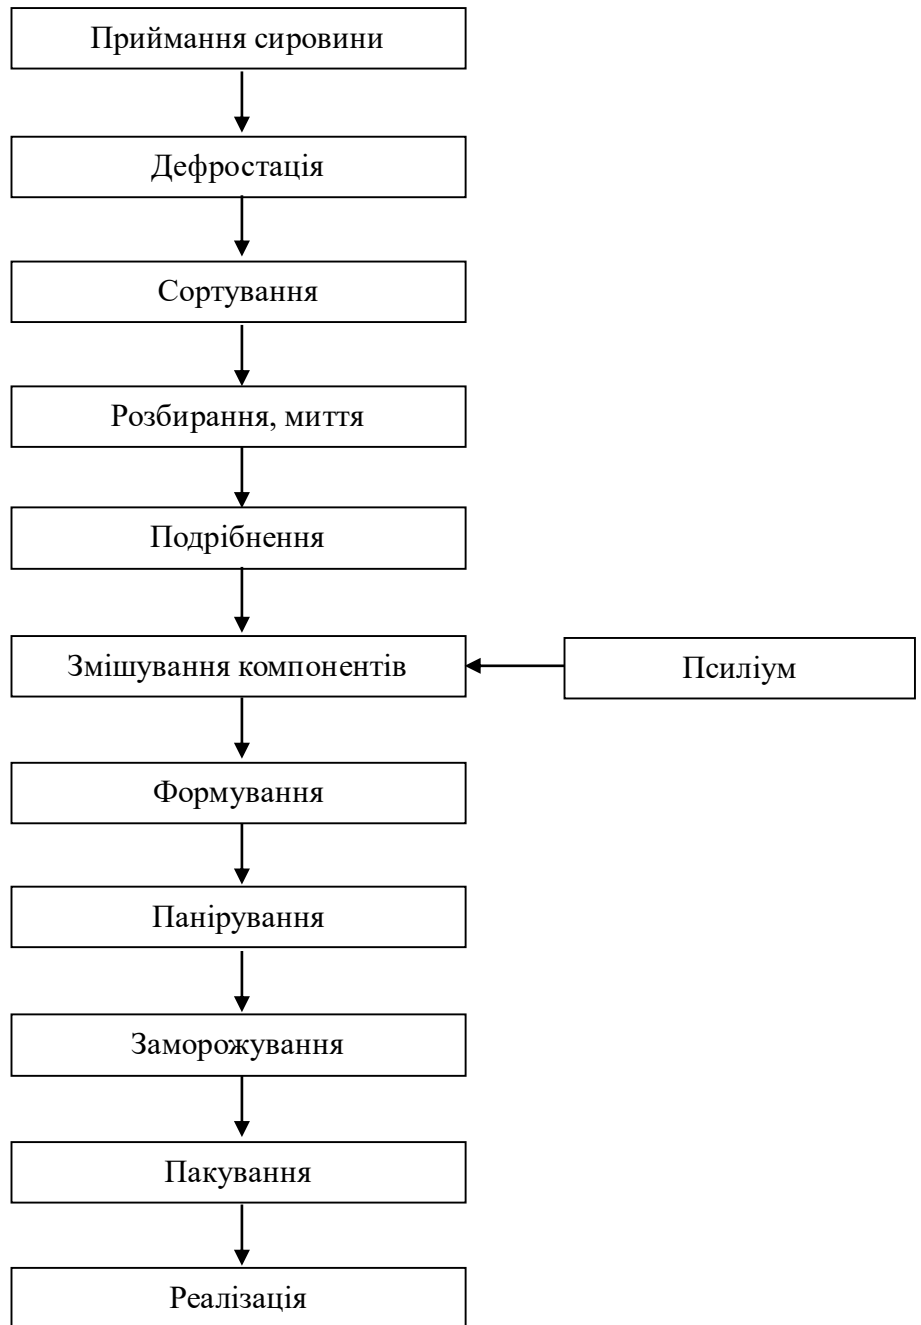 Приймання сировини
Дефростація
Сортування
Розбирання, миття
Подрібнення
Змішування компонентів
Псиліум
Формування
Панірування
Заморожування
Пакування
Реалізація